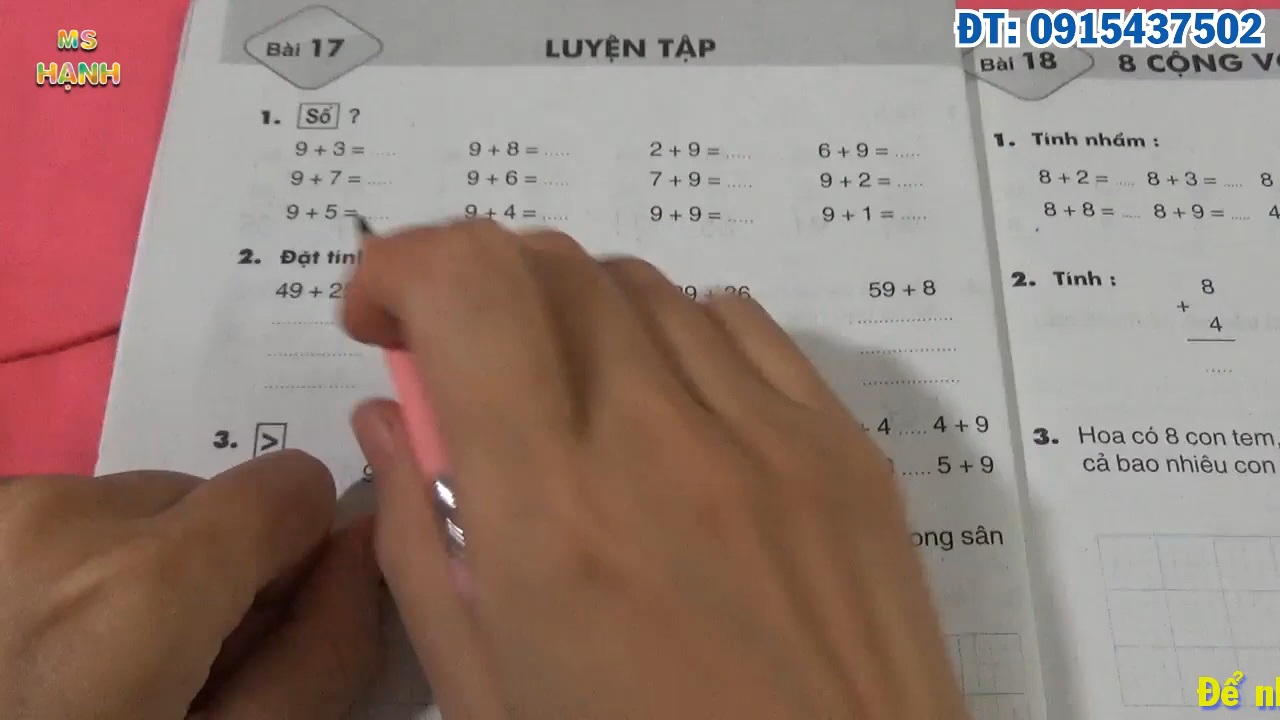 MS
HẠNH
ĐT: 0915437502
Bài 17
LUYỆN TẬP
1. Số ?
9 + 3 = ..... 9 + 8 = ..... 2 + 9 = ..... 6 + 9 = .....
9 + 7 = ..... 9 + 6 = ..... 7 + 9 = ..... 9 + 2 = .....
9 + 5 = ..... 9 + 4 = ..... 9 + 9 = ..... 9 + 1 = .....
2. Đặt
49 + 59 + 8
3. >
4 ..... 4 + 9
..... 5 + 9
sân
Bài 18
8 CỘNG
1. Tính nhẩm :
8 + 2 = ..... 8 + 3 = ..... 8
8 + 8 = ..... 8 + 9 = ..... 4
2. Tính :
8
+
4
.....
3. Hoa có 8 con tem,
cả bao nhiêu con
Để